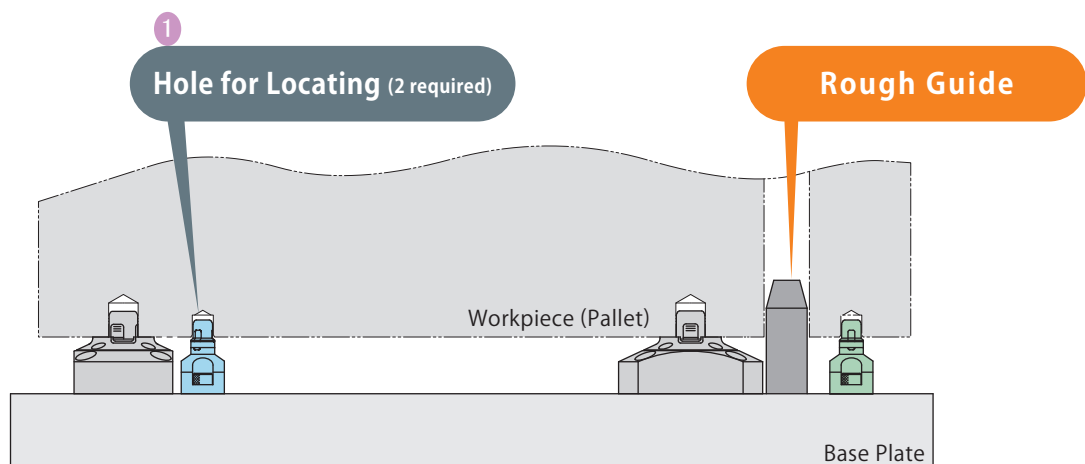 1
Hole for Locating (2 required)
Rough Guide
Workpiece (Pallet)
Base Plate